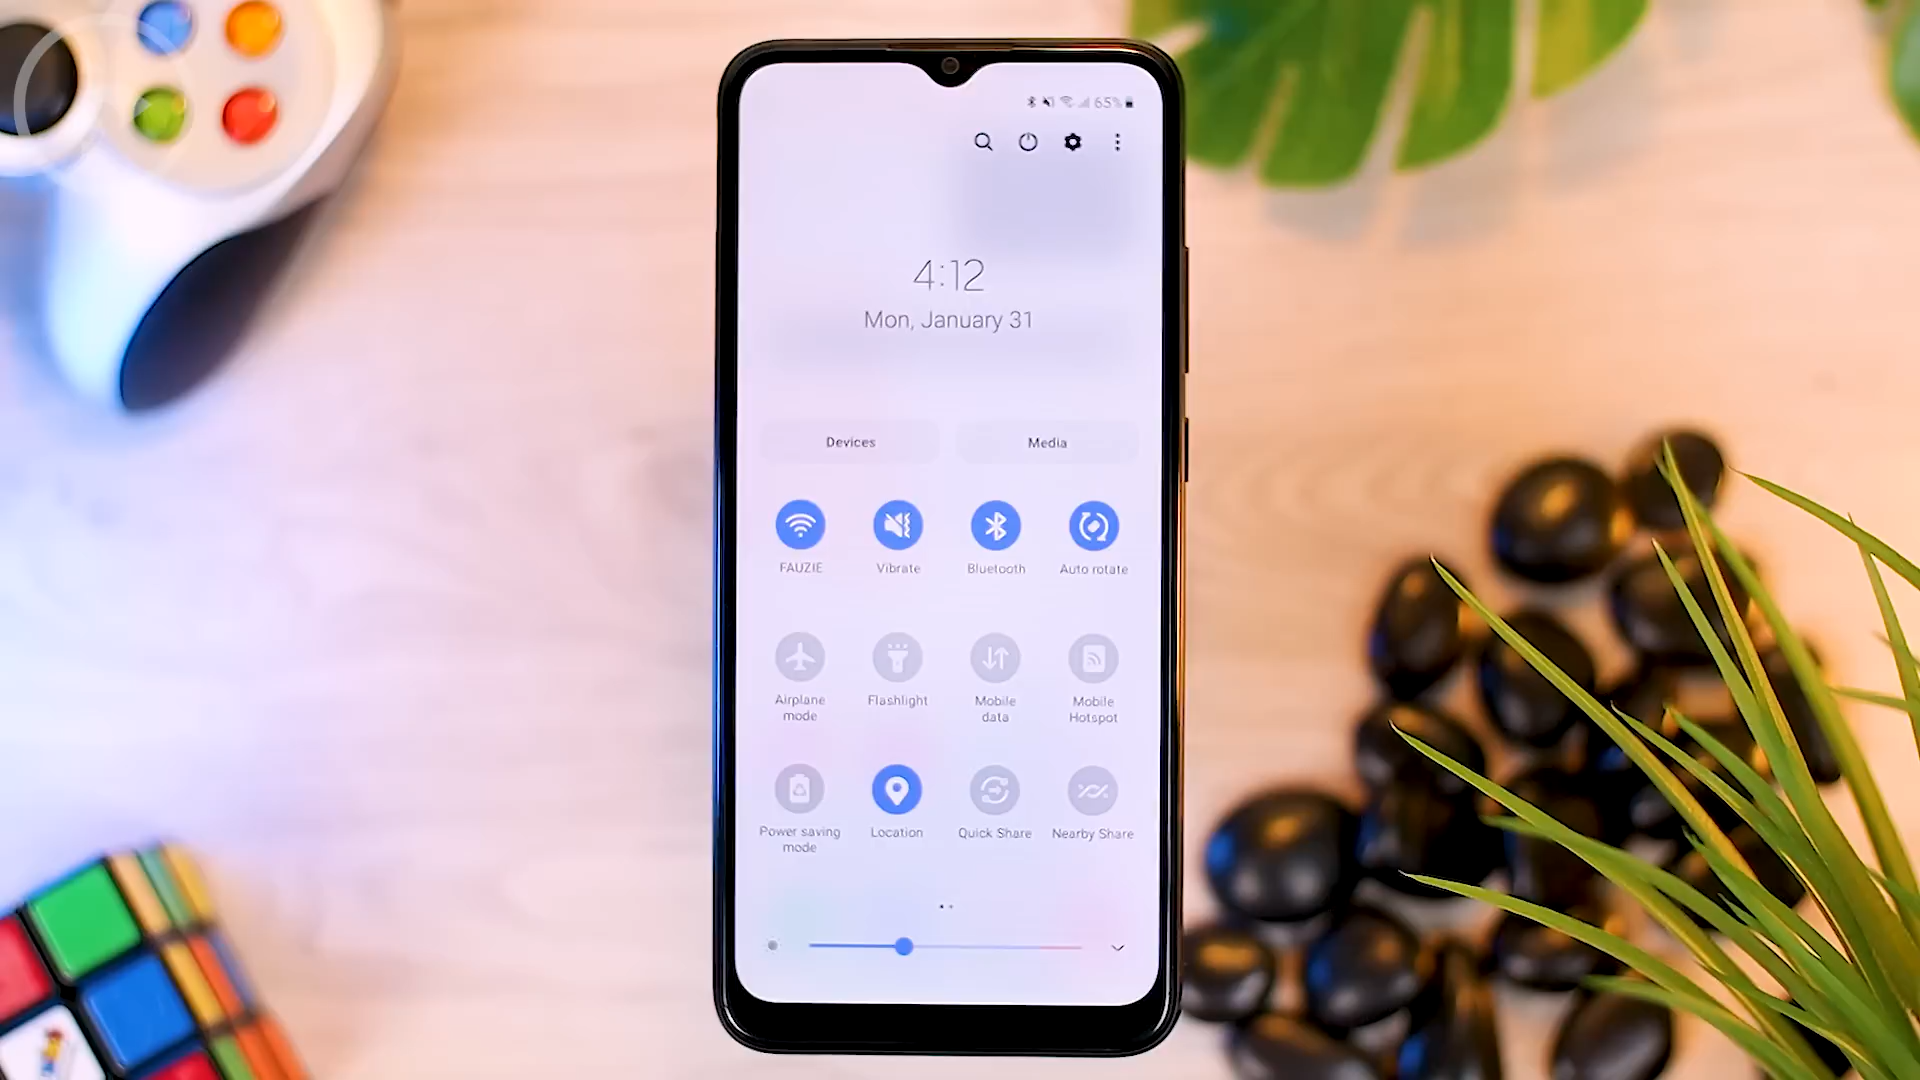 65%
4:12
Mon, January 31
Devices Media
FAUZIE Vibrate Bluetooth Auto rotate
Airplane mode Flashlight Mobile data Mobile Hotspot
Power saving mode Location Quick Share Nearby Share